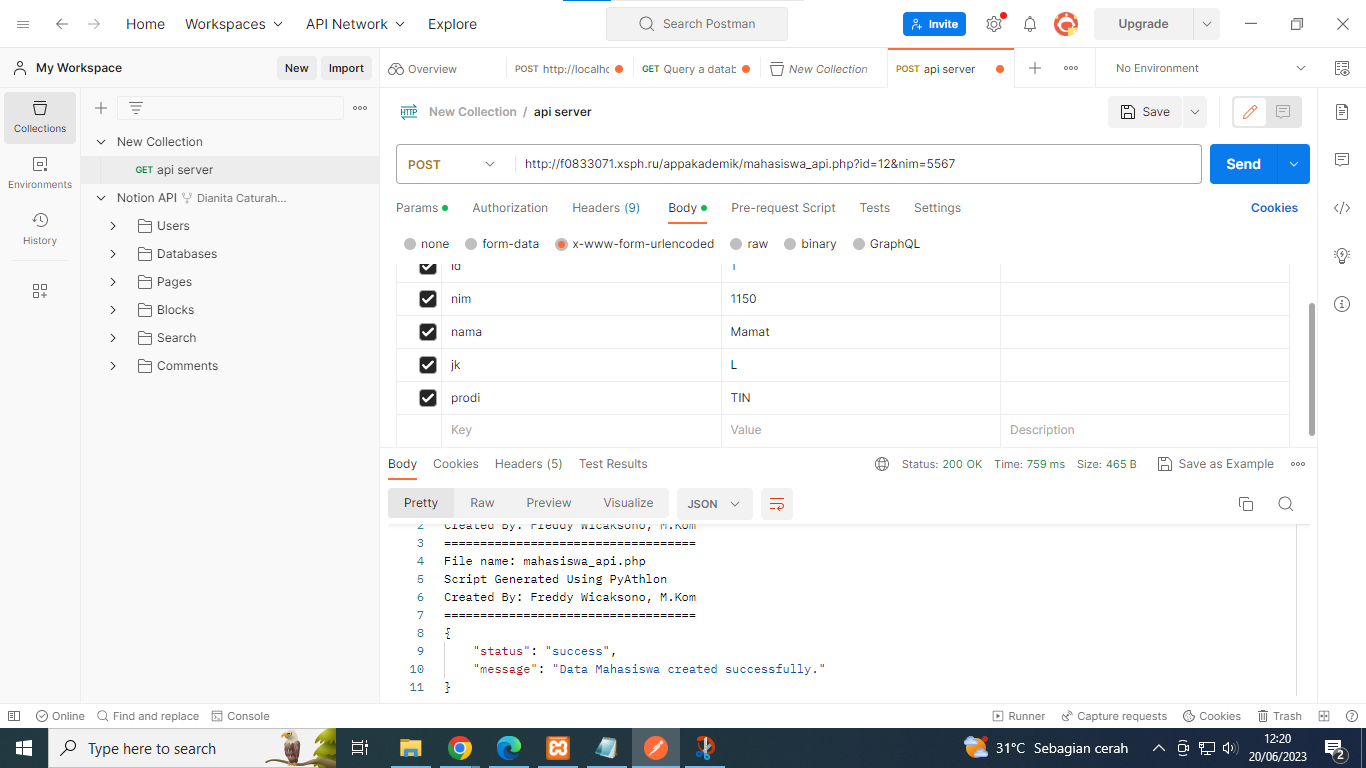 Home Workspaces API Network Explore Search Postman Invite Upgrade
My Workspace New Import Overview POST http://localhc GET Query a datab New Collection POST api server No Environment
Collections
Environments
History
New Collection
GET api server
Notion API Dianita Caturah...
Users
Databases
Pages
Blocks
Search
Comments
HTTP New Collection / api server Save
POST http://f0833071.xsph.ru/appakademik/mahasiswa_api.php?id=12&nim=5567 Send
Params Authorization Headers (9) Body Pre-request Script Tests Settings Cookies
none form-data x-www-form-urlencoded raw binary GraphQL
id 1
nim 1150
nama Mamat
jk L
prodi TIN
Key Value Description
Body Cookies Headers (5) Test Results Status: 200 OK Time: 759 ms Size: 465 B Save as Example
Pretty Raw Preview Visualize JSON
2 Created By: Freddy Wicaksono, M.Kom
3 ===================================
4 File name: mahasiswa_api.php
5 Script Generated Using PyAthlon
6 Created By: Freddy Wicaksono, M.Kom
7 ===================================
8 {
9 "status": "success",
10 "message": "Data Mahasiswa created successfully."
11 }
Online Find and replace Console Runner Capture requests Cookies Trash
Type here to search 31°C Sebagian cerah 12:20
20/06/2023 2